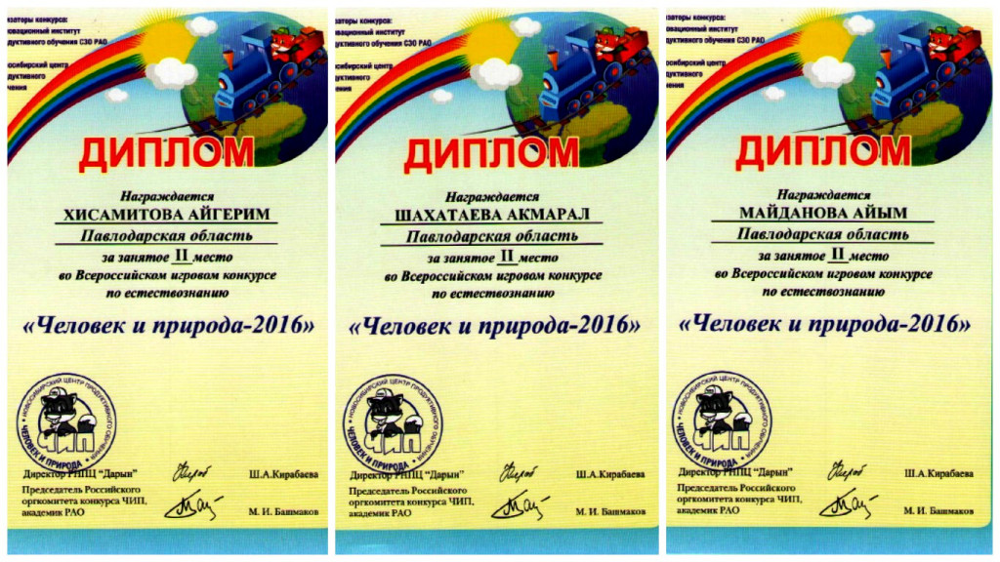 заторы конкурса:
овационный институт
дуктивного обучения СЗО РАО
осибирский центр
дуктивного
чения
ДИПЛОМ
Награждается
ХИСАМИТОВА АЙГЕРИМ
Павлодарская область
за занятое II место
во Всероссийском игровом конкурсе
по естествознанию
«Человек и природа-2016»
НОВОСИБИРСКИЙ ЦЕНТР ПРОДУКТИВНОГО ОБУЧЕНИЯ
ЧЕЛОВЕК И ПРИРОДА
ЧИП
Директор РНПЦ “Дарын” Ш.А.Кирабаева
Председатель Российского
оргкомитета конкурса ЧИП,
академик РАО М. И. Башмаков
заторы конкурса:
овационный институт
дуктивного обучения СЗО РАО
осибирский центр
дуктивного
чения
ДИПЛОМ
Награждается
ШАХАТАЕВА АКМАРАЛ
Павлодарская область
за занятое II место
во Всероссийском игровом конкурсе
по естествознанию
«Человек и природа-2016»
НОВОСИБИРСКИЙ ЦЕНТР ПРОДУКТИВНОГО ОБУЧЕНИЯ
ЧЕЛОВЕК И ПРИРОДА
ЧИП
Директор РНПЦ “Дарын” Ш.А.Кирабаева
Председатель Российского
оргкомитета конкурса ЧИП,
академик РАО М. И. Башмаков
заторы конкурса:
овационный институт
дуктивного обучения СЗО РАО
осибирский центр
дуктивного
ения
ДИПЛОМ
Награждается
МАЙДАНОВА АЙЫМ
Павлодарская область
за занятое II место
во Всероссийском игровом конкурсе
по естествознанию
«Человек и природа-2016»
НОВОСИБИРСКИЙ ЦЕНТР ПРОДУКТИВНОГО ОБУЧЕНИЯ
ЧЕЛОВЕК И ПРИРОДА
ЧИП
Директор РНПЦ “Дарын” Ш.А.Кирабаева
Председатель Российского
оргкомитета конкурса ЧИП,
академик РАО М. И. Башмаков